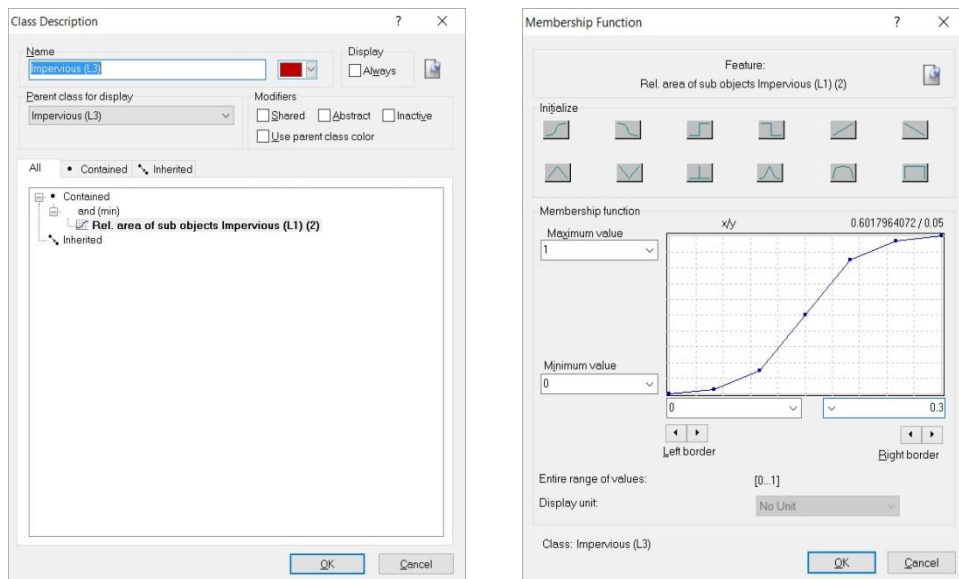 Class Description
?
Name
Impervious (L3)
Display
Always
Parent class for display
Impervious (L3)
Modifiers
Shared Abstract Inactive
Use parent class color
All • Contained Inherited
• Contained
and (min)
Rel. area of sub objects Impervious (L1) (2)
Inherited
OK Cancel
Membership Function
?
Feature:
Rel. area of sub objects Impervious (L1) (2)
Initialize
Membership function
Maximum value
x/y 0.6017964072 / 0.05
1
Minimum value
0
0 0.3
Left border Right border
Entire range of values: [0...1]
Display unit: No Unit
Class: Impervious (L3)
OK Cancel